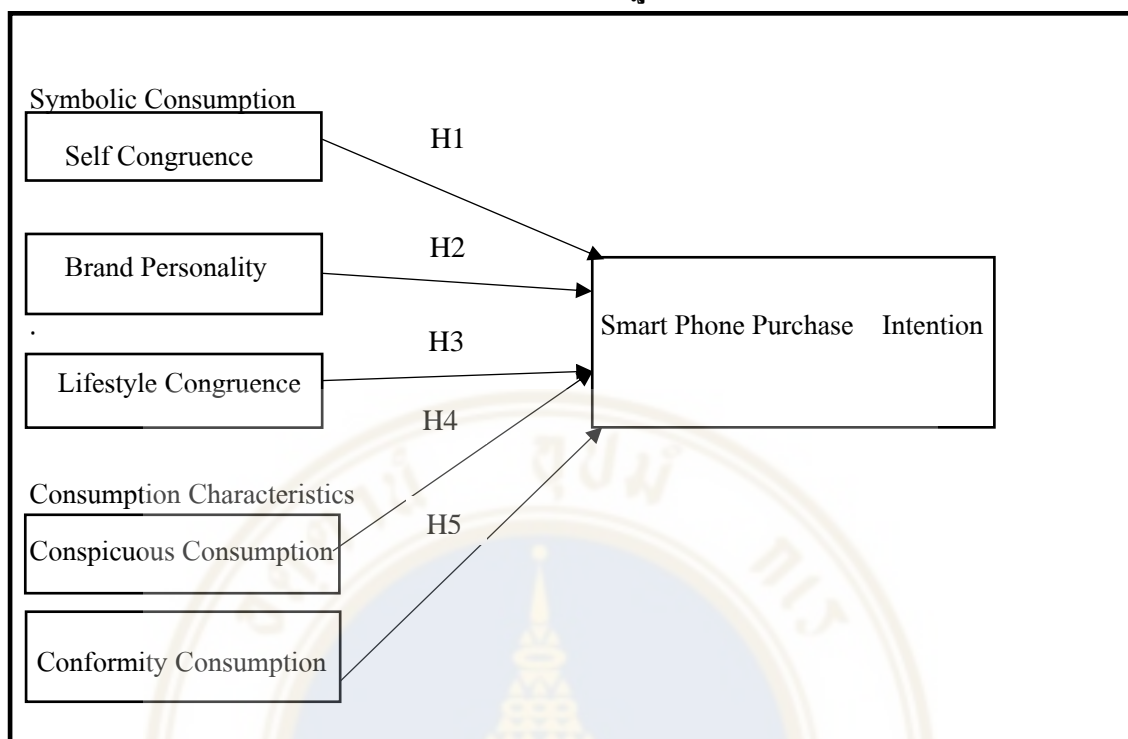 Symbolic Consumption
Self Congruence
H1
Brand Personality
H2
.
Lifestyle Congruence
H3
Smart Phone Purchase Intention
H4
Consumption Characteristics
Conspicuous Consumption
H5
Conformity Consumption